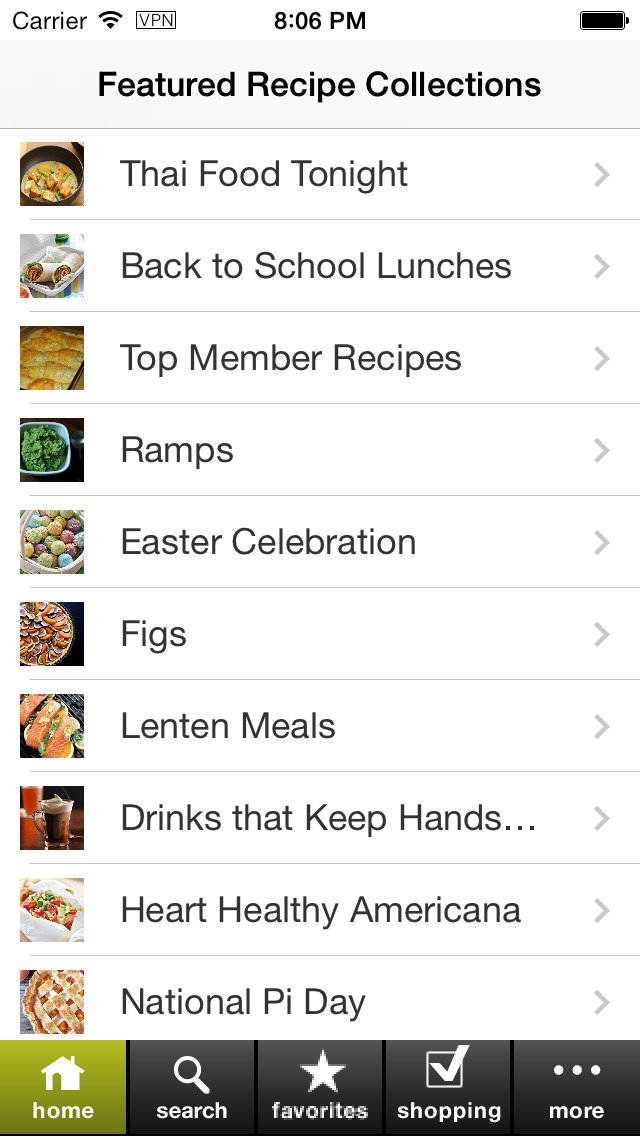 Carrier VPN 8:06 PM
Featured Recipe Collections
Thai Food Tonight
Back to School Lunches
Top Member Recipes
Ramps
Easter Celebration
Figs
Lenten Meals
Drinks that Keep Hands…
Heart Healthy Americana
National Pi Day
home search favorites shopping more